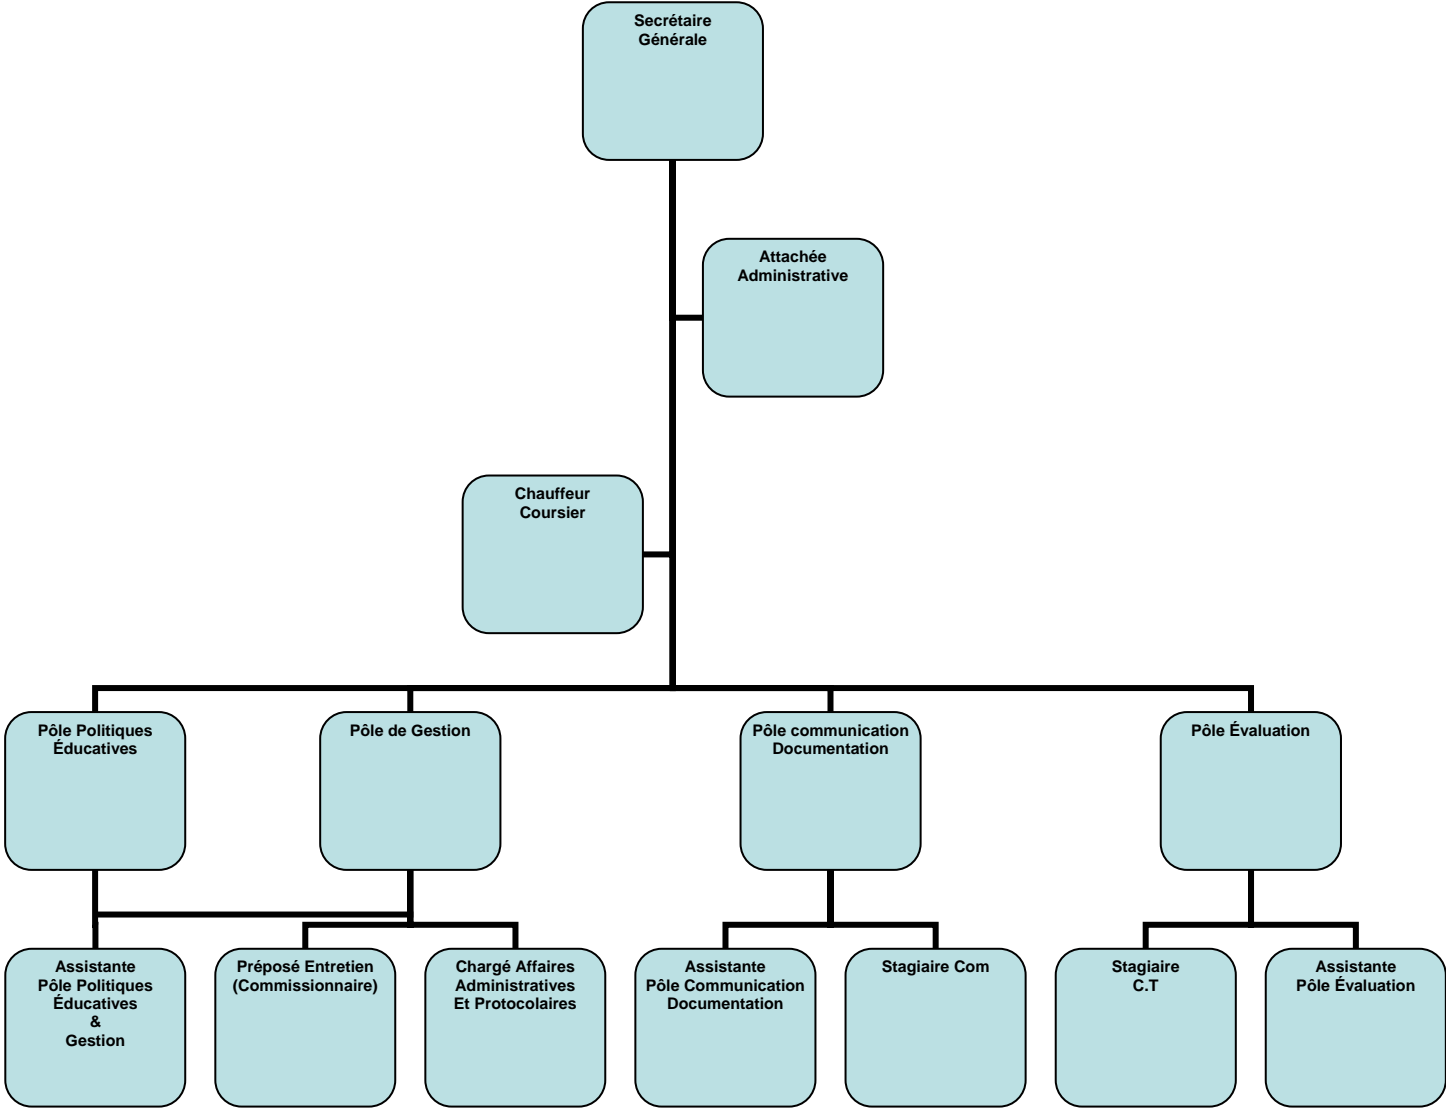 Secrétaire
Générale
Attachée
Administrative
Chauffeur
Coursier
Pôle Politiques
Éducatives
Pôle de Gestion
Pôle communication
Documentation
Pôle Évaluation
Assistante
Pôle Politiques
Éducatives
&
Gestion
Préposé Entretien
(Commissionnaire)
Chargé Affaires
Administratives
Et Protocolaires
Assistante
Pôle Communication
Documentation
Stagiaire Com
Stagiaire
C.T
Assistante
Pôle Évaluation